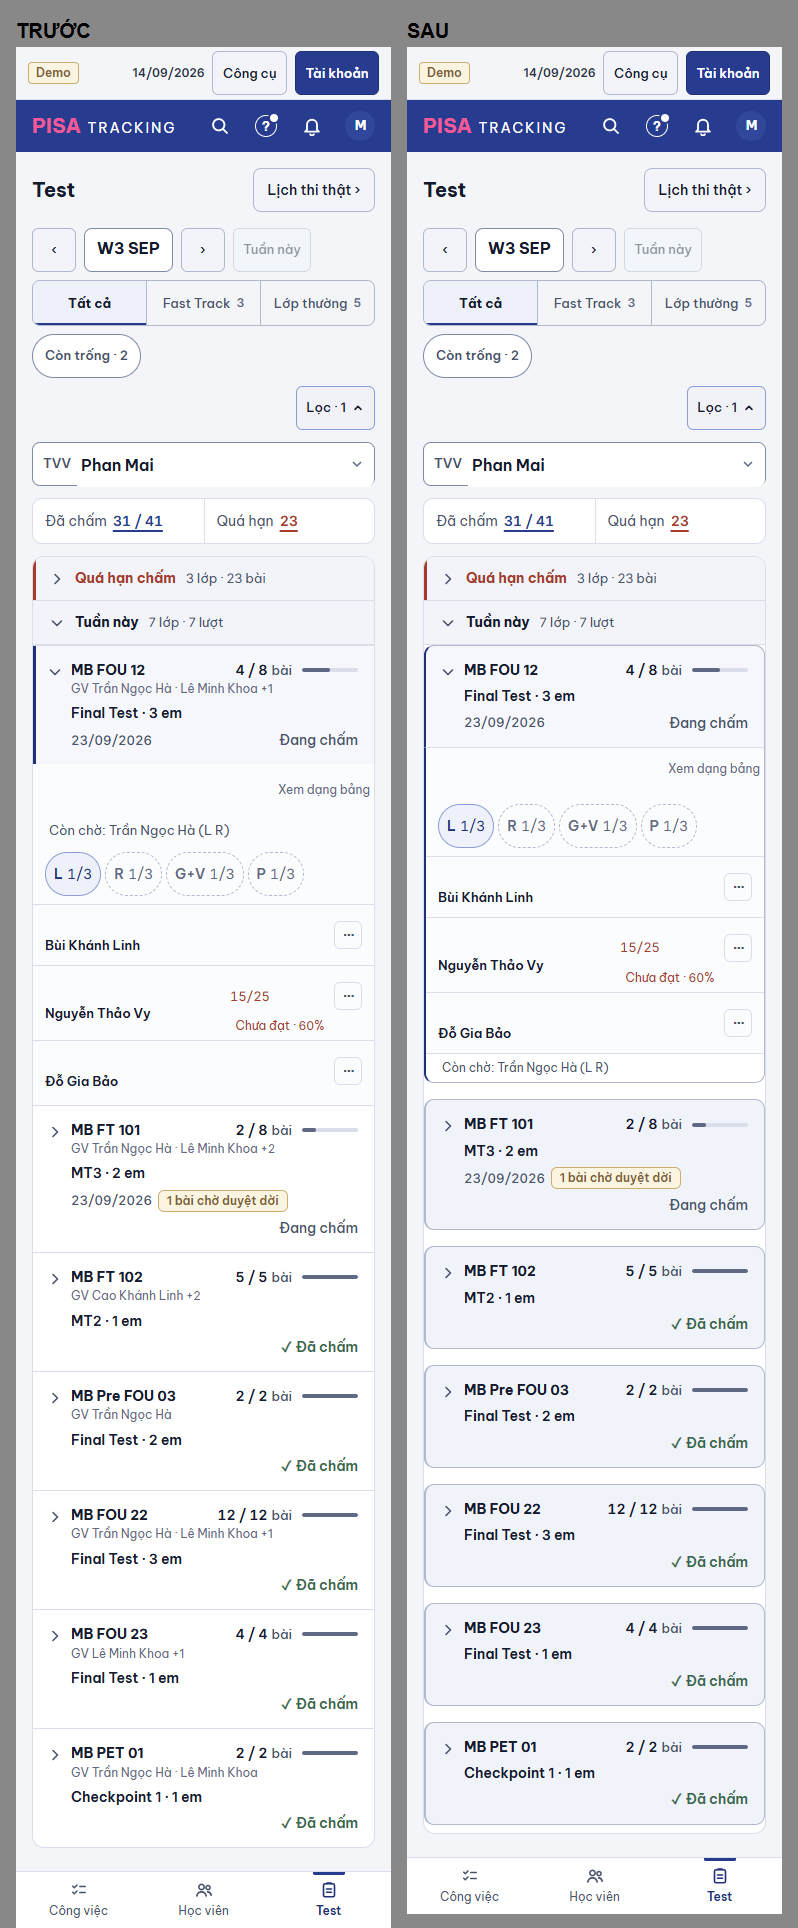 TRƯỚC
Demo 14/09/2026 Công cụ Tài khoản
PISA TRACKING ? M
Test Lịch thi thật ›
‹ W3 SEP › Tuần này
Tất cả Fast Track 3 Lớp thường 5
Còn trống · 2
Lọc · 1
TVV Phan Mai
Đã chấm 31 / 41 Quá hạn 23
Quá hạn chấm 3 lớp · 23 bài
Tuần này 7 lớp · 7 lượt
MB FOU 12 4 / 8 bài
GV Trần Ngọc Hà · Lê Minh Khoa +1
Final Test · 3 em
23/09/2026 Đang chấm
Xem dạng bảng
Còn chờ: Trần Ngọc Hà (L R)
L 1/3 R 1/3 G+V 1/3 P 1/3
Bùi Khánh Linh ···
Nguyễn Thảo Vy 15/25 ···
Chưa đạt · 60%
Đỗ Gia Bảo ···
MB FT 101 2 / 8 bài
GV Trần Ngọc Hà · Lê Minh Khoa +2
MT3 · 2 em
23/09/2026 1 bài chờ duyệt dời
Đang chấm
MB FT 102 5 / 5 bài
GV Cao Khánh Linh +2
MT2 · 1 em
✓ Đã chấm
MB Pre FOU 03 2 / 2 bài
GV Trần Ngọc Hà
Final Test · 2 em
✓ Đã chấm
MB FOU 22 12 / 12 bài
GV Trần Ngọc Hà · Lê Minh Khoa +1
Final Test · 3 em
✓ Đã chấm
MB FOU 23 4 / 4 bài
GV Lê Minh Khoa +1
Final Test · 1 em
✓ Đã chấm
MB PET 01 2 / 2 bài
GV Trần Ngọc Hà · Lê Minh Khoa
Checkpoint 1 · 1 em
✓ Đã chấm
Công việc Học viên Test
SAU
Demo 14/09/2026 Công cụ Tài khoản
PISA TRACKING ? M
Test Lịch thi thật ›
‹ W3 SEP › Tuần này
Tất cả Fast Track 3 Lớp thường 5
Còn trống · 2
Lọc · 1
TVV Phan Mai
Đã chấm 31 / 41 Quá hạn 23
Quá hạn chấm 3 lớp · 23 bài
Tuần này 7 lớp · 7 lượt
MB FOU 12 4 / 8 bài
Final Test · 3 em
23/09/2026 Đang chấm
Xem dạng bảng
L 1/3 R 1/3 G+V 1/3 P 1/3
Bùi Khánh Linh ···
Nguyễn Thảo Vy 15/25 ···
Chưa đạt · 60%
Đỗ Gia Bảo ···
Còn chờ: Trần Ngọc Hà (L R)
MB FT 101 2 / 8 bài
MT3 · 2 em
23/09/2026 1 bài chờ duyệt dời
Đang chấm
MB FT 102 5 / 5 bài
MT2 · 1 em
✓ Đã chấm
MB Pre FOU 03 2 / 2 bài
Final Test · 2 em
✓ Đã chấm
MB FOU 22 12 / 12 bài
Final Test · 3 em
✓ Đã chấm
MB FOU 23 4 / 4 bài
Final Test · 1 em
✓ Đã chấm
MB PET 01 2 / 2 bài
Checkpoint 1 · 1 em
✓ Đã chấm
Công việc Học viên Test